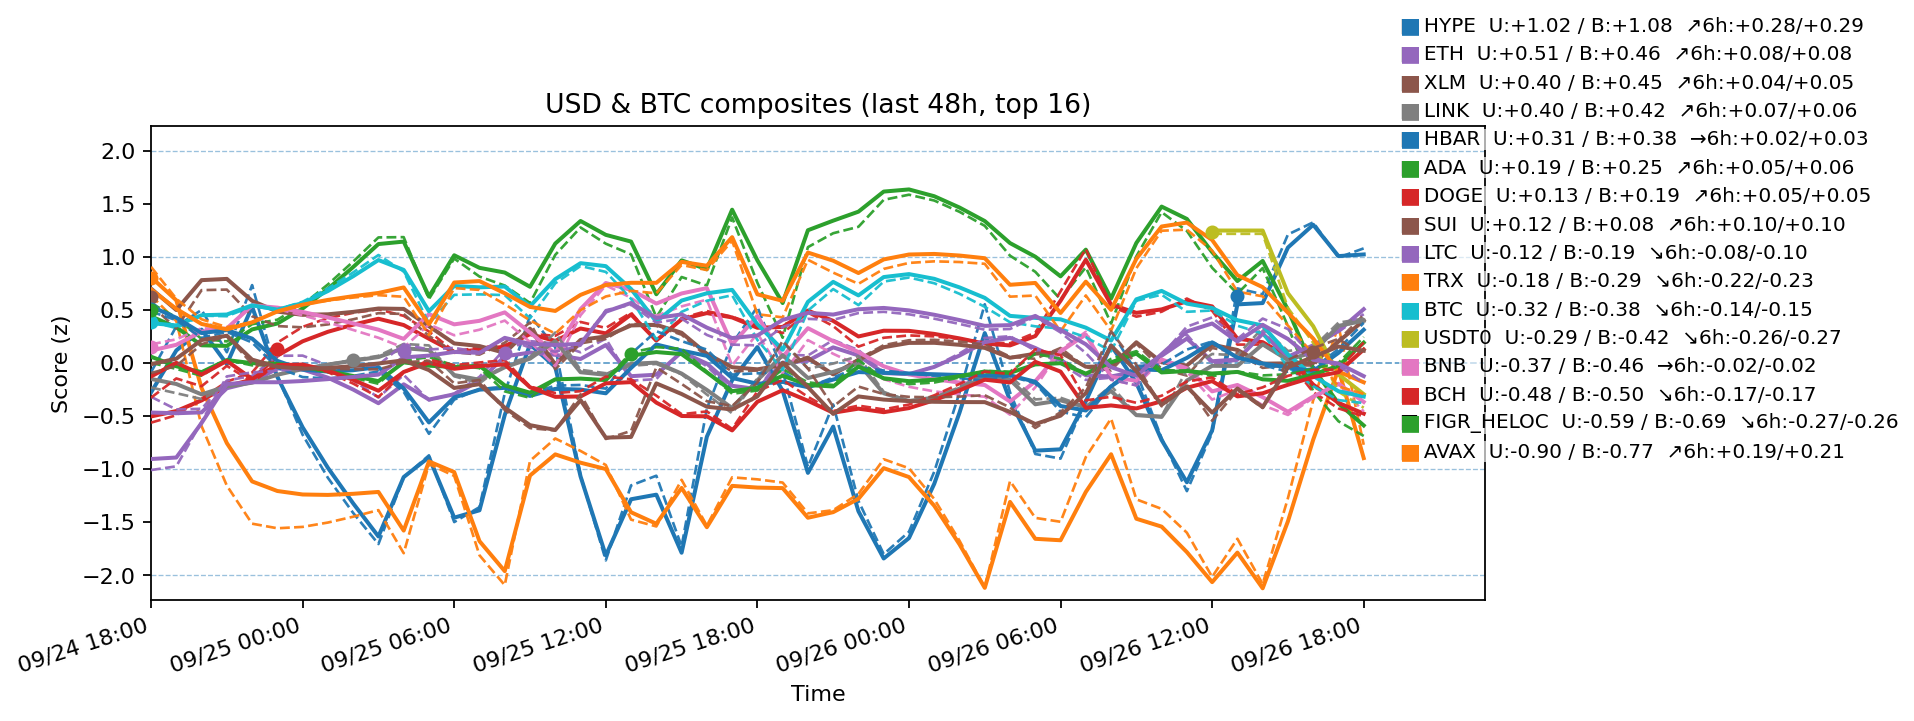 HYPE U:+1.02 / B:+1.08 ↗6h:+0.28/+0.29
ETH U:+0.51 / B:+0.46 ↗6h:+0.08/+0.08
XLM U:+0.40 / B:+0.45 ↗6h:+0.04/+0.05
LINK U:+0.40 / B:+0.42 ↗6h:+0.07/+0.06
HBAR U:+0.31 / B:+0.38 →6h:+0.02/+0.03
ADA U:+0.19 / B:+0.25 ↗6h:+0.05/+0.06
DOGE U:+0.13 / B:+0.19 ↗6h:+0.05/+0.05
SUI U:+0.12 / B:+0.08 ↗6h:+0.10/+0.10
LTC U:-0.12 / B:-0.19 ↘6h:-0.08/-0.10
TRX U:-0.18 / B:-0.29 ↘6h:-0.22/-0.23
BTC U:-0.32 / B:-0.38 ↘6h:-0.14/-0.15
USDT0 U:-0.29 / B:-0.42 ↘6h:-0.26/-0.27
BNB U:-0.37 / B:-0.46 →6h:-0.02/-0.02
BCH U:-0.48 / B:-0.50 ↘6h:-0.17/-0.17
FIGR_HELOC U:-0.59 / B:-0.69 ↘6h:-0.27/-0.26
AVAX U:-0.90 / B:-0.77 ↗6h:+0.19/+0.21
USD & BTC composites (last 48h, top 16)
2.0
1.5
1.0
0.5
0.0
−0.5
−1.0
−1.5
−2.0
Score (z)
09/24 18:00
09/25 00:00
09/25 06:00
09/25 12:00
09/25 18:00
09/26 00:00
09/26 06:00
09/26 12:00
09/26 18:00
Time